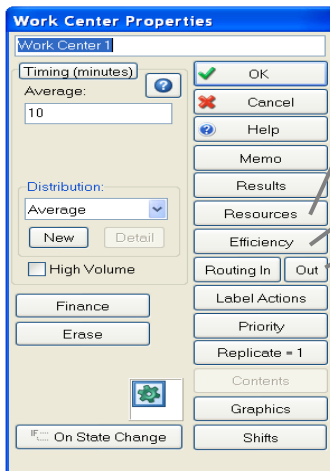 Work Center Properties
Work Center 1
Timing (minutes)
Average:
10
Distribution:
Average
New
Detail
High Volume
Finance
Erase
IF On State Change
OK
Cancel
Help
Memo
Results
Resources
Efficiency
Routing In
Out
Label Actions
Priority
Replicate = 1
Contents
Graphics
Shifts